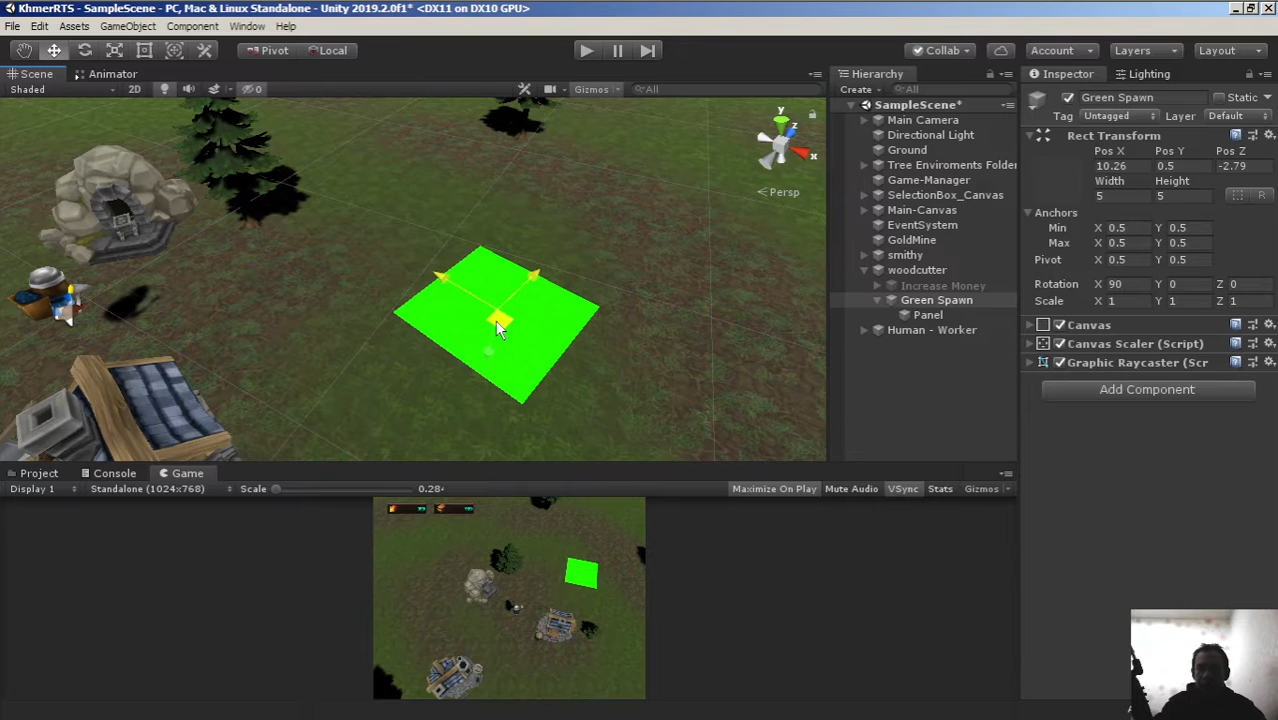 KhmerRTS - SampleScene - PC, Mac & Linux Standalone - Unity 2019.2.0f1* <DX11 on DX10 GPU>
File Edit Assets GameObject Component Window Help
Pivot Local Collab Account Layers Layout
Scene Animator
Shaded 2D 0 Gizmos All
y z x
Persp
Hierarchy
Create All
SampleScene*
Main Camera
Directional Light
Ground
Tree Enviroments Folder
Game-Manager
SelectionBox_Canvas
Main-Canvas
EventSystem
GoldMine
smithy
woodcutter
Increase Money
Green Spawn
Panel
Human - Worker
Inspector Lighting
Green Spawn Static
Tag Untagged Layer Default
Rect Transform
Pos X Pos Y Pos Z
10.26 0.5 -2.79
Width Height
5 5 R
Anchors
Min X 0.5 Y 0.5
Max X 0.5 Y 0.5
Pivot X 0.5 Y 0.5
Rotation X 90 Y 0 Z 0
Scale X 1 Y 1 Z 1
Canvas
Canvas Scaler (Script)
Graphic Raycaster (Scr
Add Component
Project Console Game
Display 1 Standalone (1024x768) Scale 0.28 Maximize On Play Mute Audio VSync Stats Gizmos